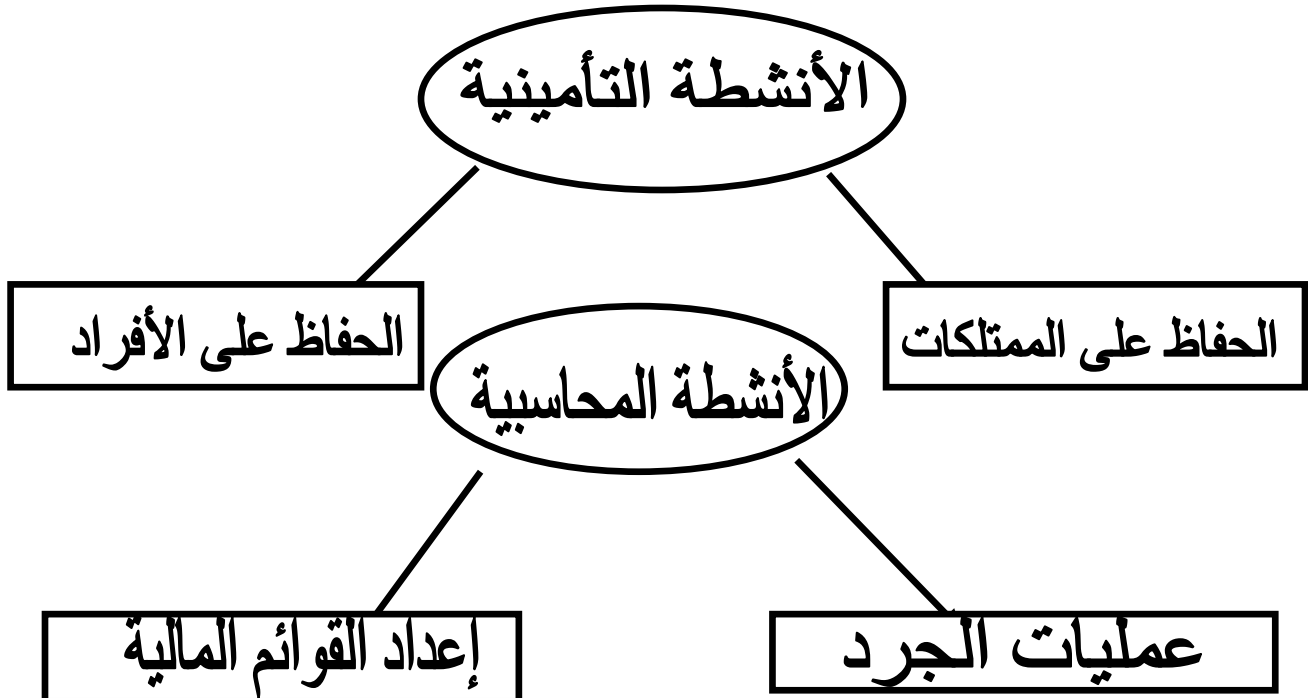 الأنشطة التأمينية
الحفاظ على الممتلكات
الحفاظ على الأفراد
الأنشطة المحاسبية
عمليات الجرد
إعداد القوائم المالية